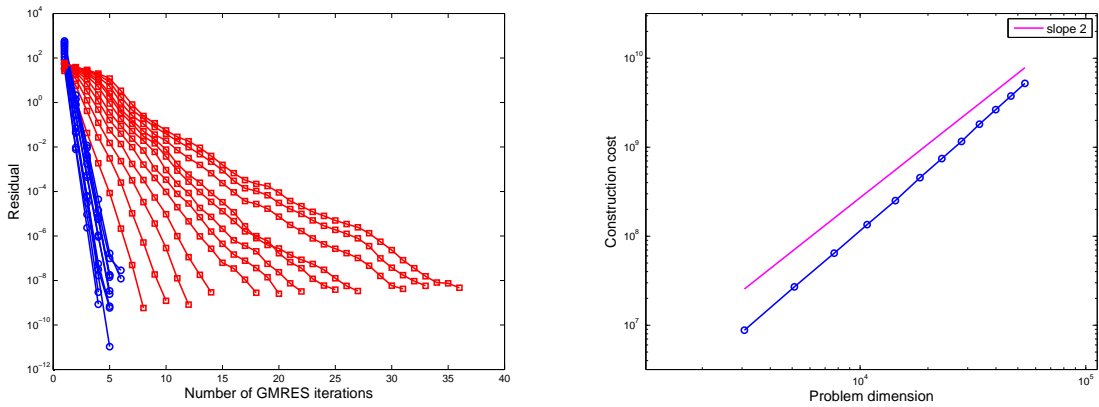 10^4
10^2
10^0
10^-2
10^-4
10^-6
10^-8
10^-10
10^-12
Residual
0 5 10 15 20 25 30 35 40
Number of GMRES iterations
slope 2
10^10
10^9
10^8
10^7
Construction cost
10^4 10^5
Problem dimension